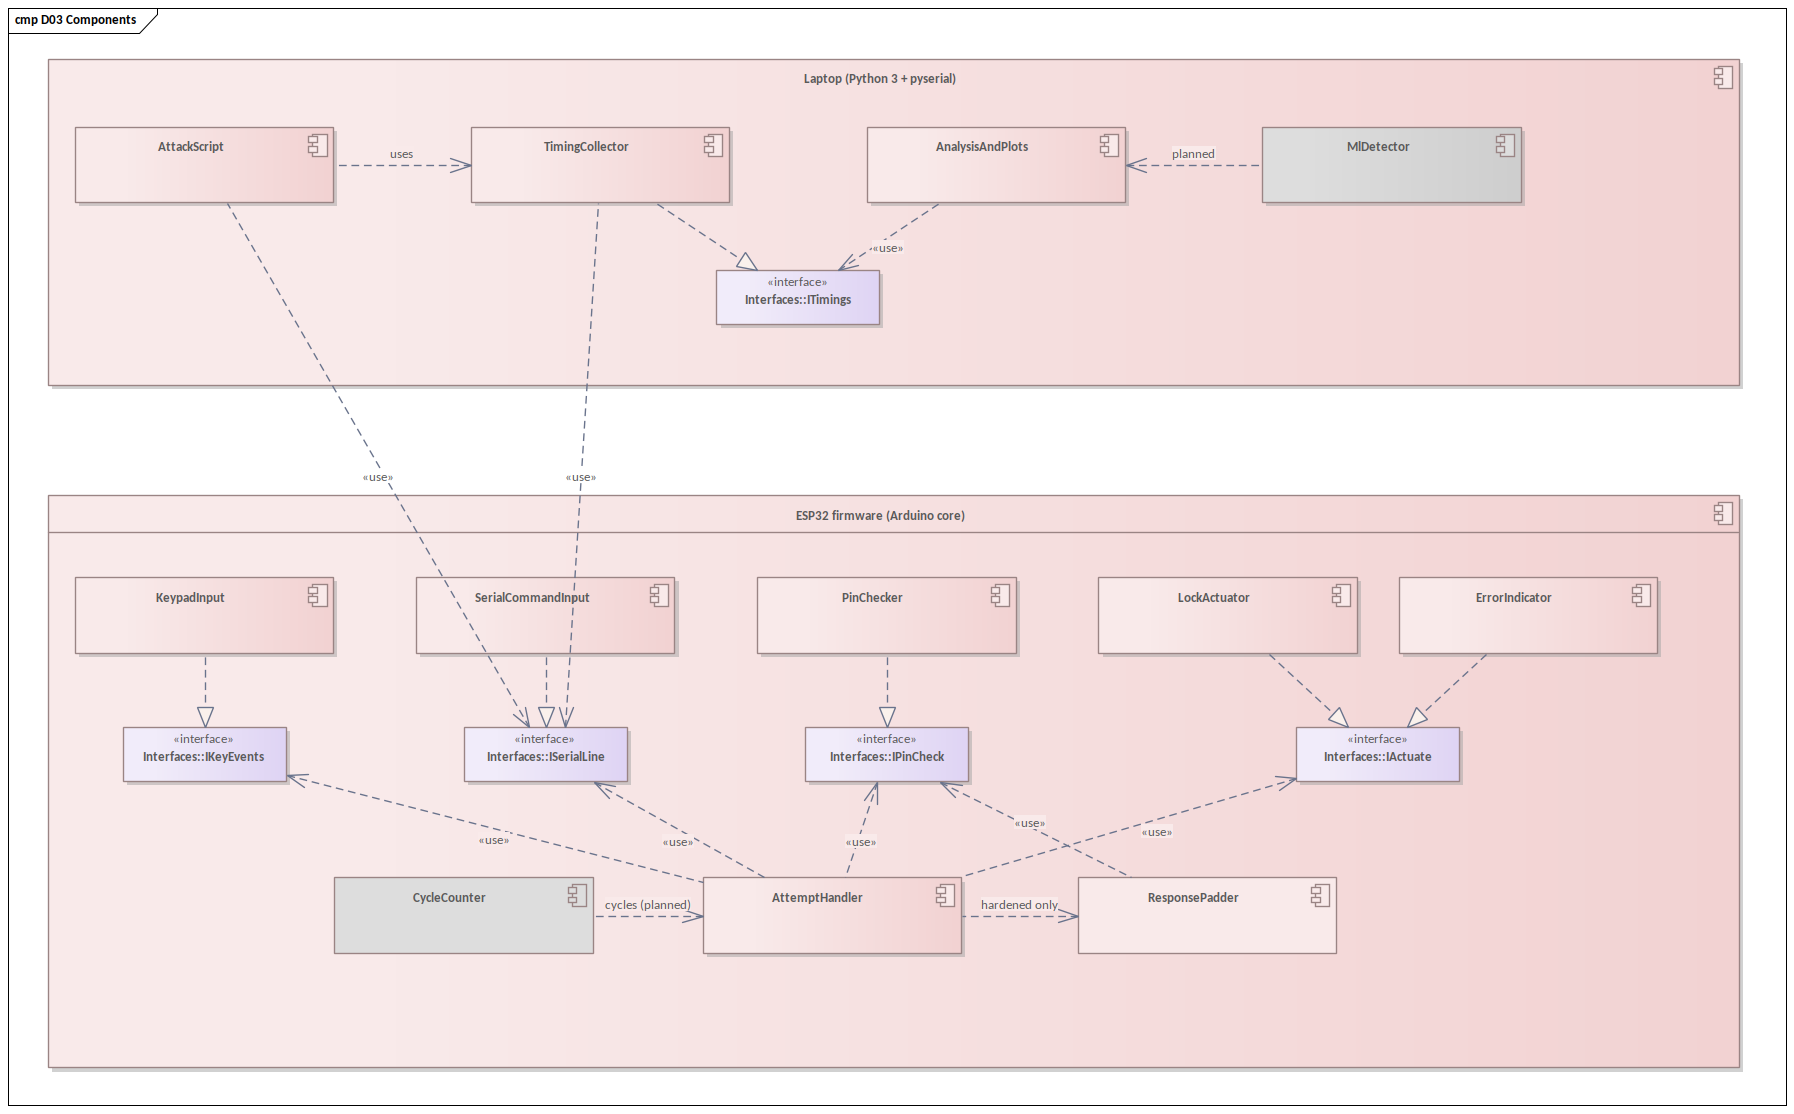 cmp D03 Components
Laptop (Python 3 + pyserial)
AttackScript
uses
TimingCollector
AnalysisAndPlots
planned
MlDetector
«use»
«interface»
Interfaces::ITimings
«use»
«use»
ESP32 firmware (Arduino core)
KeypadInput
SerialCommandInput
PinChecker
LockActuator
ErrorIndicator
«interface»
Interfaces::IKeyEvents
«interface»
Interfaces::ISerialLine
«interface»
Interfaces::IPinCheck
«interface»
Interfaces::IActuate
«use»
«use»
«use»
«use»
«use»
CycleCounter
cycles (planned)
AttemptHandler
hardened only
ResponsePadder